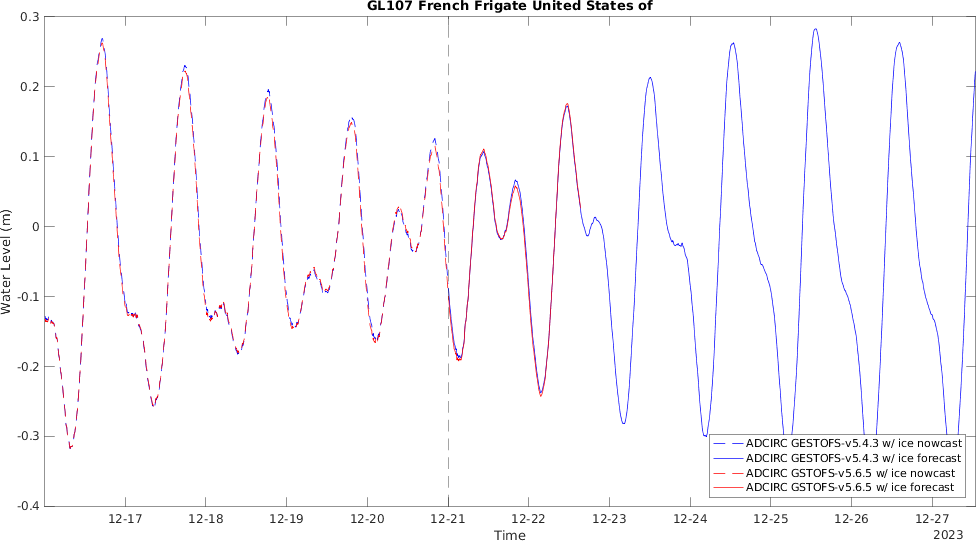 GL107 French Frigate United States of
0.3
0.2
0.1
0
-0.1
-0.2
-0.3
-0.4
Water Level (m)
ADCIRC GESTOFS-v5.4.3 w/ ice nowcast
ADCIRC GESTOFS-v5.4.3 w/ ice forecast
ADCIRC GSTOFS-v5.6.5 w/ ice nowcast
ADCIRC GSTOFS-v5.6.5 w/ ice forecast
12-17 12-18 12-19 12-20 12-21 12-22 12-23 12-24 12-25 12-26 12-27
Time
2023